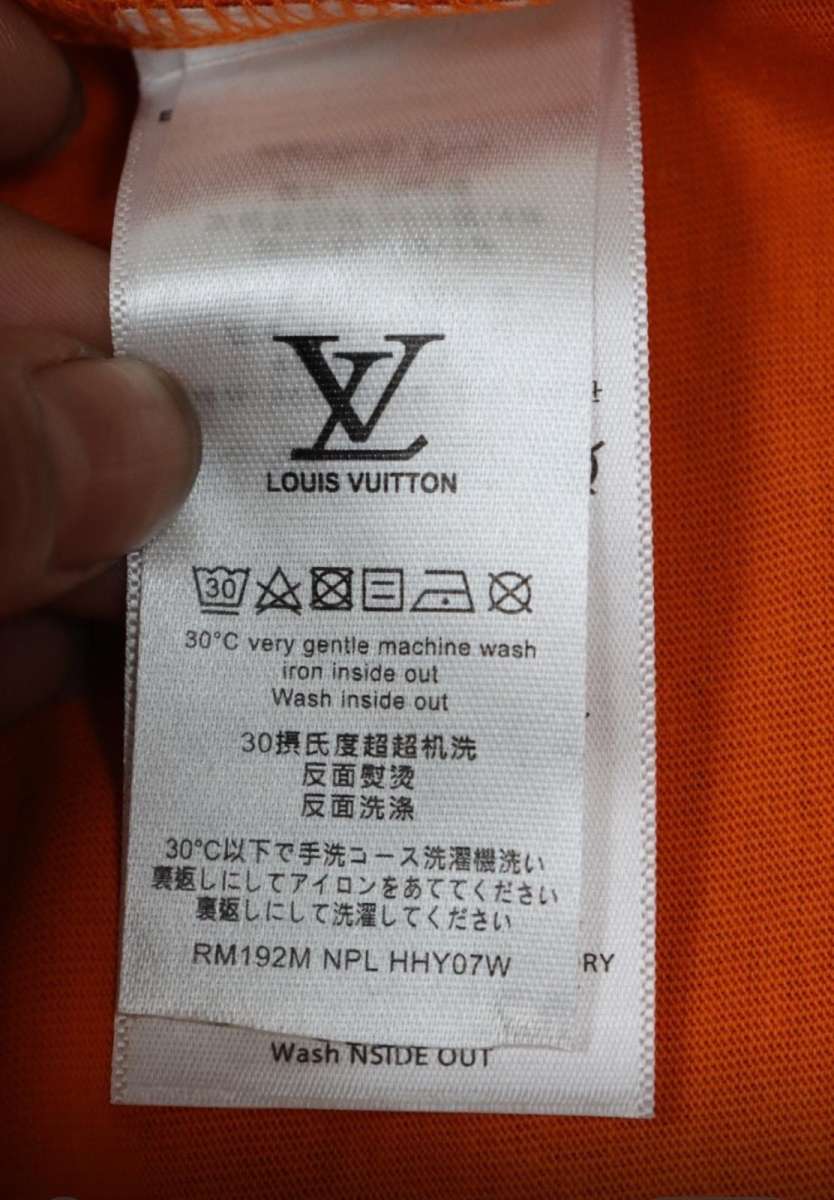 LV
LOUIS VUITTON
30
30°C very gentle machine wash
iron inside out
Wash inside out
30摄氏度超超机洗
反面熨烫
反面洗涤
30°C以下で手洗コース洗濯機洗い
裏返しにしてアイロンをあててください
裏返しにして洗濯してください
RM192M NPL HHY07W
RY
Wash NSIDE OUT